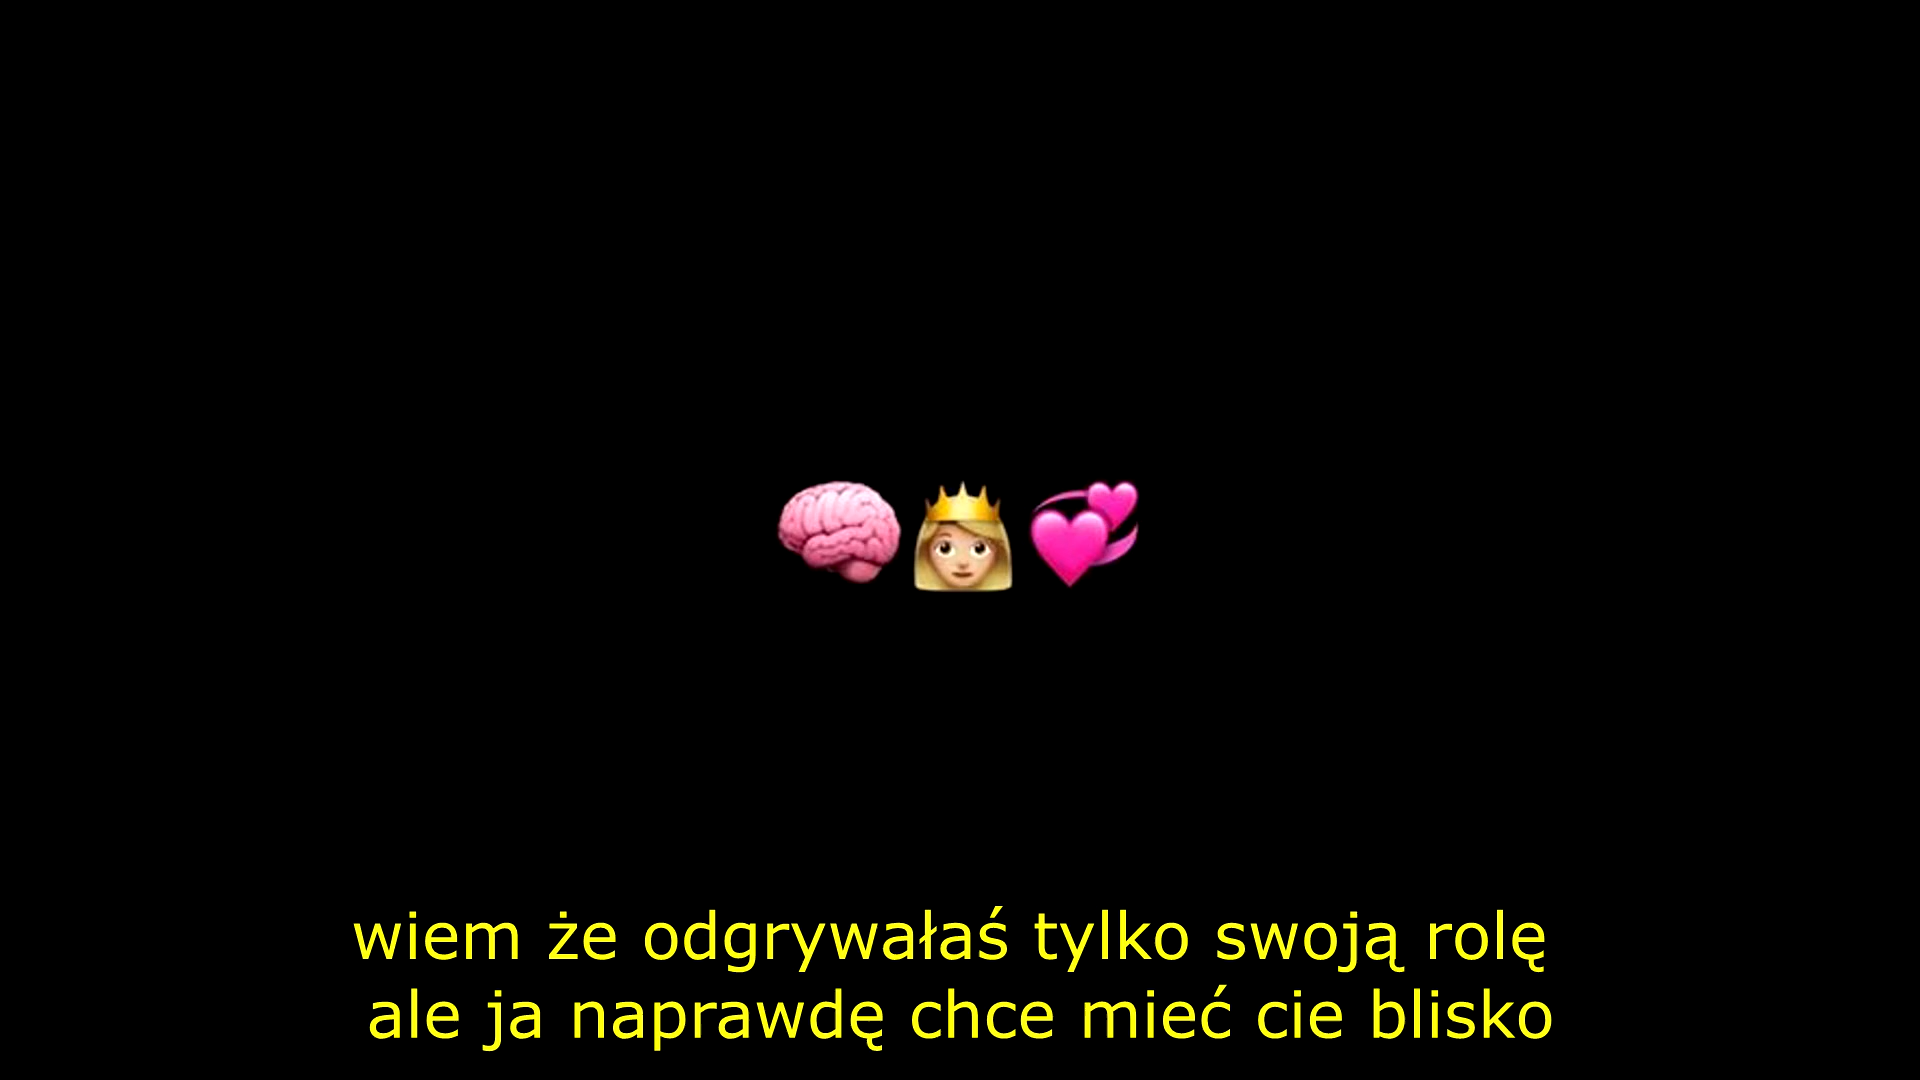 wiem że odgrywałaś tylko swoją rolę
ale ja naprawdę chce mieć cie blisko